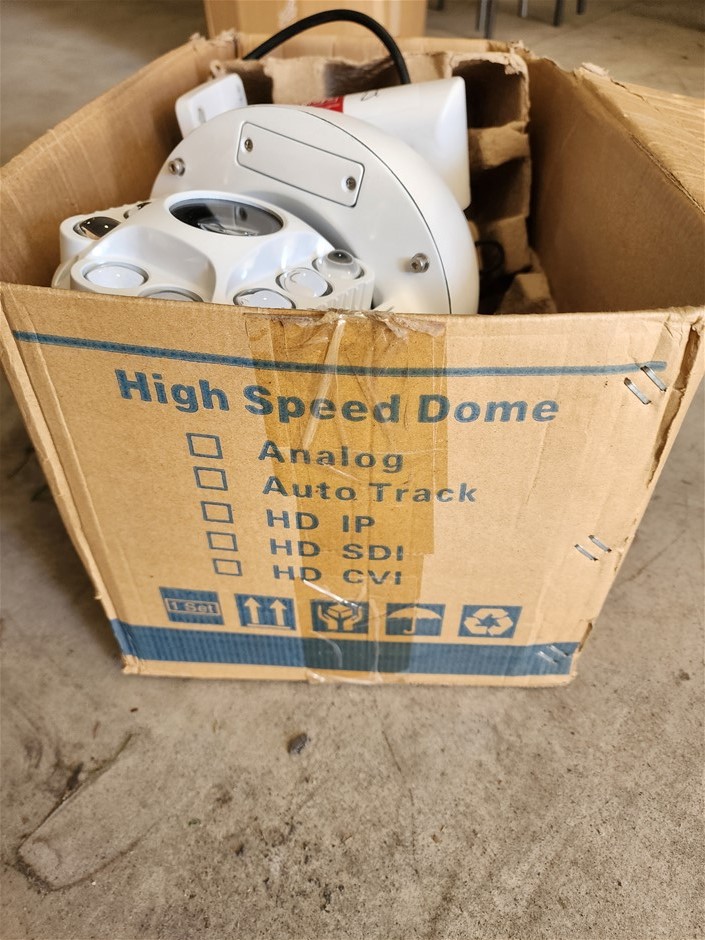 High Speed Dome
Analog
Auto Track
HD IP
HD SDI
HD CVI
1 Set